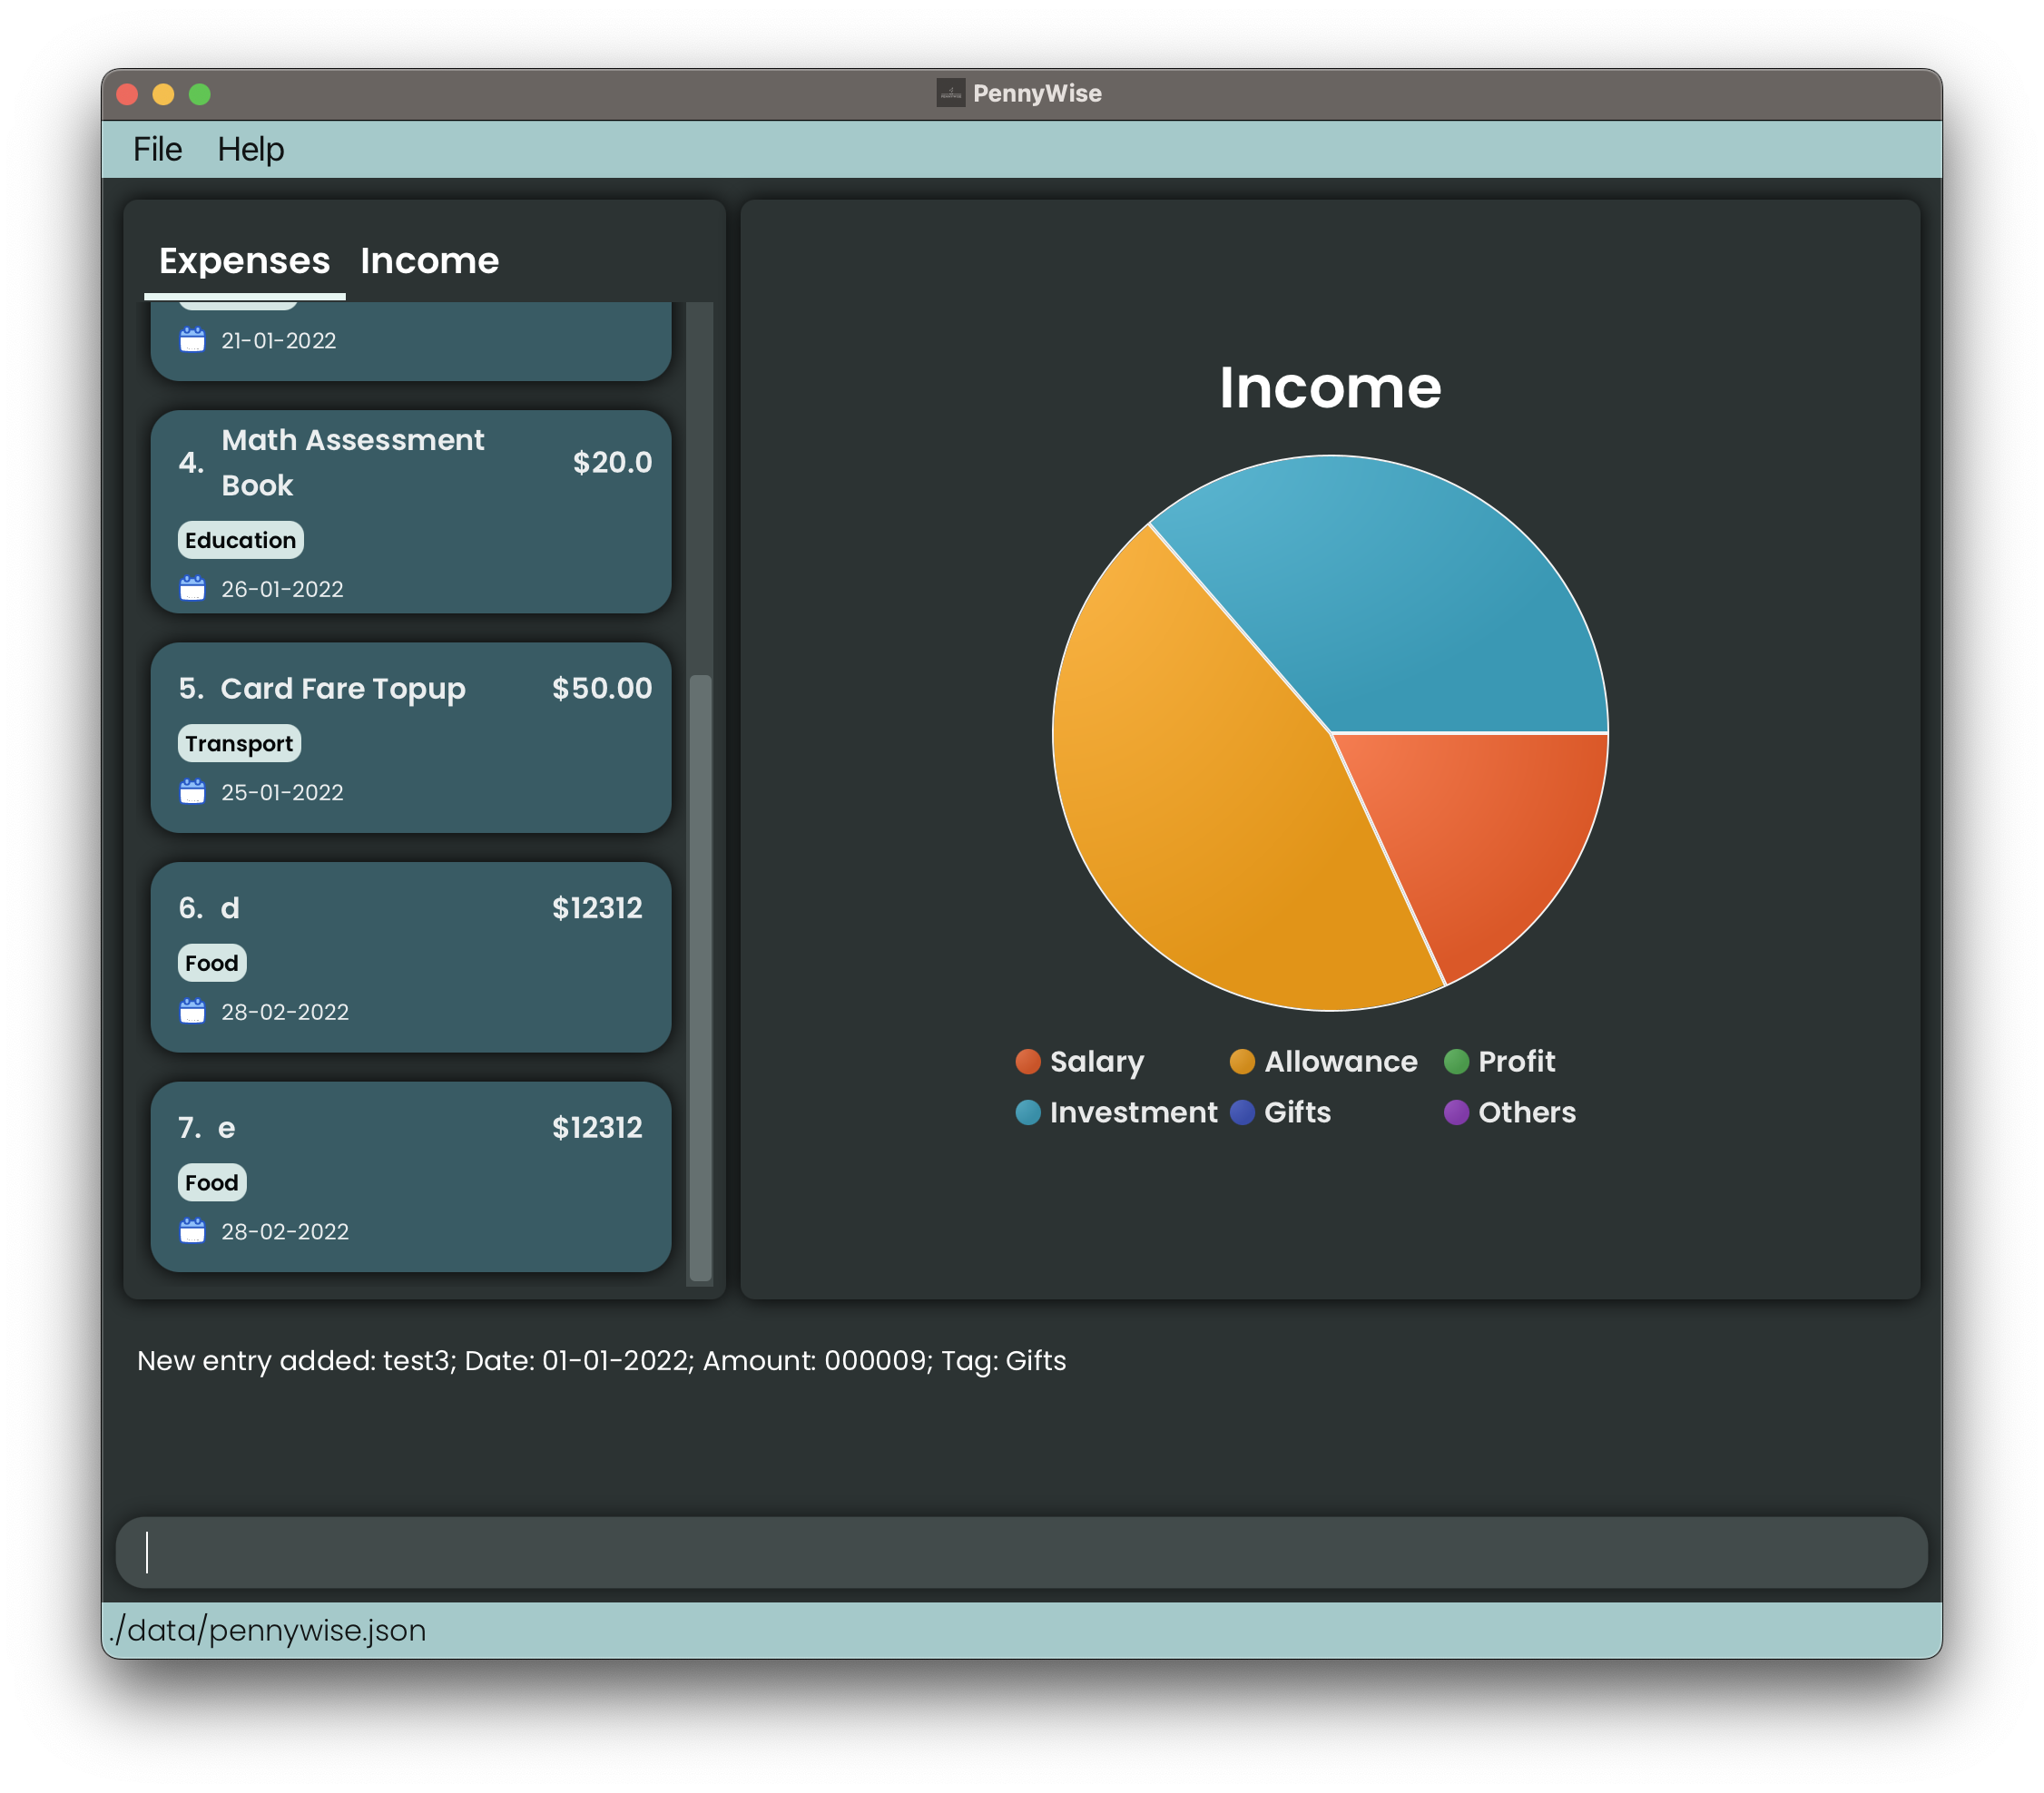 PennyWise
File Help
Expenses Income
21-01-2022
4. Math Assessment Book $20.0
Education
26-01-2022
5. Card Fare Topup $50.00
Transport
25-01-2022
6. d $12312
Food
28-02-2022
7. e $12312
Food
28-02-2022
Income
Salary Allowance Profit
Investment Gifts Others
New entry added: test3; Date: 01-01-2022; Amount: 000009; Tag: Gifts
./data/pennywise.json